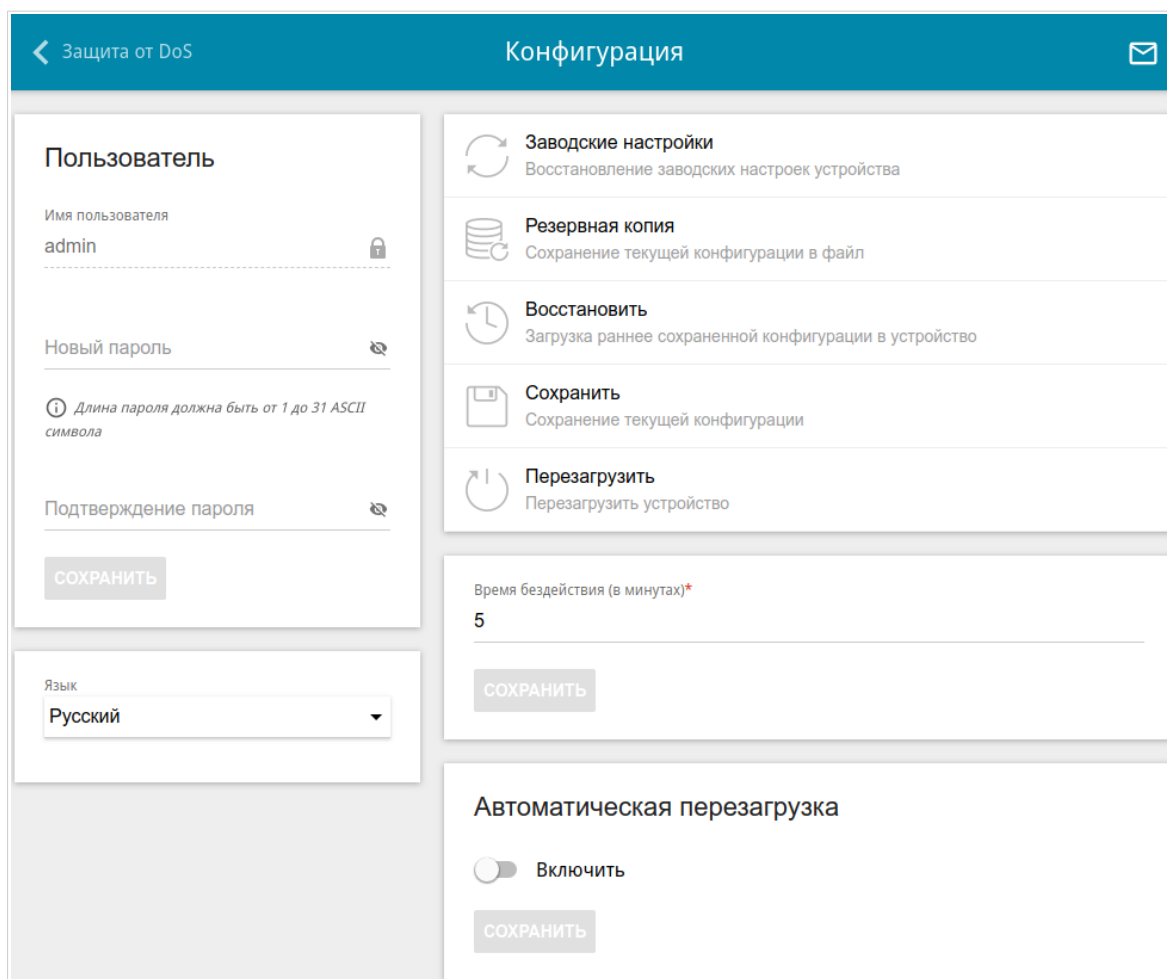 Защита от DoS
Конфигурация
Пользователь
Имя пользователя
admin
Новый пароль
Длина пароля должна быть от 1 до 31 ASCII
символа
Подтверждение пароля
СОХРАНИТЬ
Язык
Русский
Заводские настройки
Восстановление заводских настроек устройства
Резервная копия
Сохранение текущей конфигурации в файл
Восстановить
Загрузка раннее сохраненной конфигурации в устройство
Сохранить
Сохранение текущей конфигурации
Перезагрузить
Перезагрузить устройство
Время бездействия (в минутах)*
5
СОХРАНИТЬ
Автоматическая перезагрузка
Включить
СОХРАНИТЬ